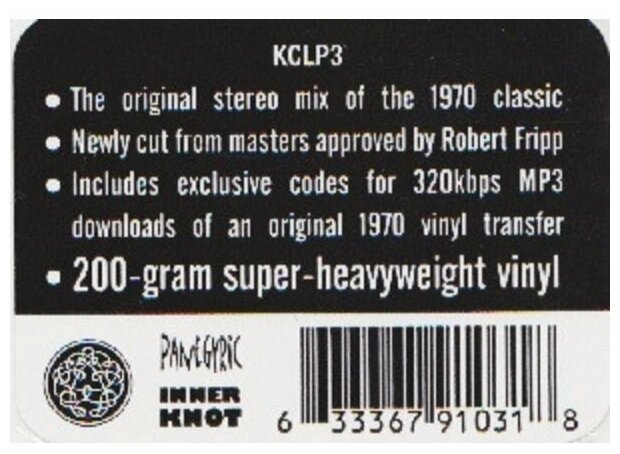 KCLP3
• The original stereo mix of the 1970 classic
• Newly cut from masters approved by Robert Fripp
• Includes exclusive codes for 320kbps MP3
downloads of an original 1970 vinyl transfer
• 200-gram super-heavyweight vinyl
PANEGYRIC
INNER
KNOT
6 33367 91031 8